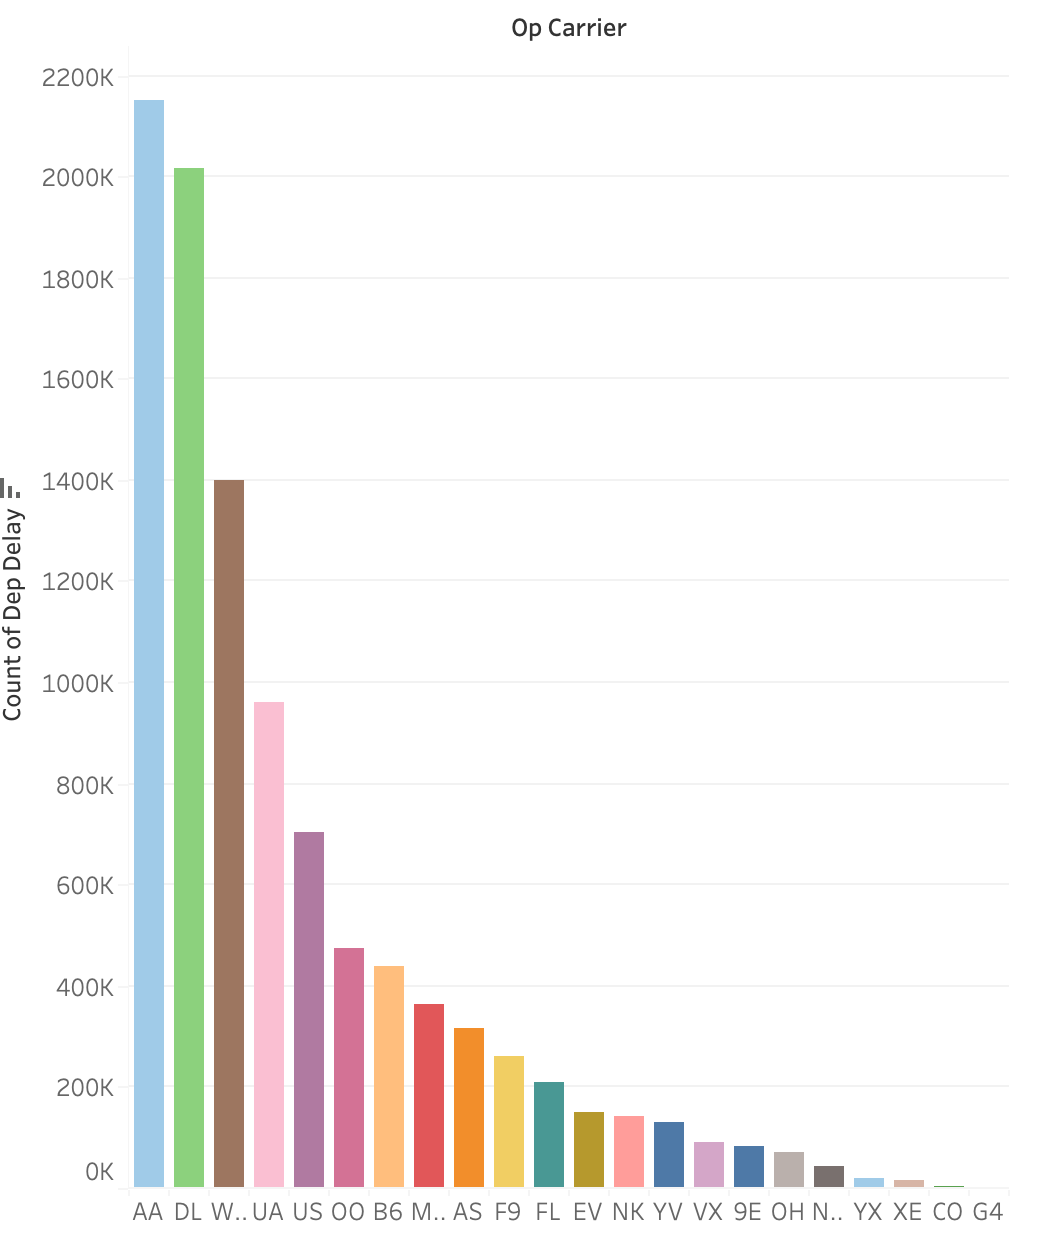 Op Carrier
2200K
2000K
1800K
1600K
1400K
1200K
1000K
800K
600K
400K
200K
0K
Count of Dep Delay
AA DL W.. UA US OO B6 M.. AS F9 FL EV NK YV VX 9E OH N.. YX XE CO G4